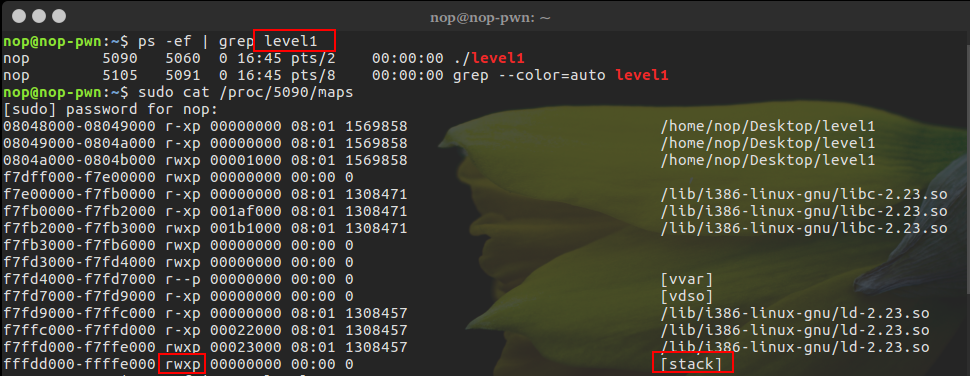 nop@nop-pwn: ~
nop@nop-pwn:~$ ps -ef | grep level1
nop 5090 5060 0 16:45 pts/2 00:00:00 ./level1
nop 5105 5091 0 16:45 pts/8 00:00:00 grep --color=auto level1
nop@nop-pwn:~$ sudo cat /proc/5090/maps
[sudo] password for nop:
08048000-08049000 r-xp 00000000 08:01 1569858 /home/nop/Desktop/level1
08049000-0804a000 r-xp 00000000 08:01 1569858 /home/nop/Desktop/level1
0804a000-0804b000 rwxp 00001000 08:01 1569858 /home/nop/Desktop/level1
f7dff000-f7e00000 rwxp 00000000 00:00 0
f7e00000-f7fb0000 r-xp 00000000 08:01 1308471 /lib/i386-linux-gnu/libc-2.23.so
f7fb0000-f7fb2000 r-xp 001af000 08:01 1308471 /lib/i386-linux-gnu/libc-2.23.so
f7fb2000-f7fb3000 rwxp 001b1000 08:01 1308471 /lib/i386-linux-gnu/libc-2.23.so
f7fb3000-f7fb6000 rwxp 00000000 00:00 0
f7fd3000-f7fd4000 rwxp 00000000 00:00 0
f7fd4000-f7fd7000 r--p 00000000 00:00 0 [vvar]
f7fd7000-f7fd9000 r-xp 00000000 00:00 0 [vdso]
f7fd9000-f7ffc000 r-xp 00000000 08:01 1308457 /lib/i386-linux-gnu/ld-2.23.so
f7ffc000-f7ffd000 r-xp 00022000 08:01 1308457 /lib/i386-linux-gnu/ld-2.23.so
f7ffd000-f7ffe000 rwxp 00023000 08:01 1308457 /lib/i386-linux-gnu/ld-2.23.so
fffdd000-ffffe000 rwxp 00000000 00:00 0 [stack]